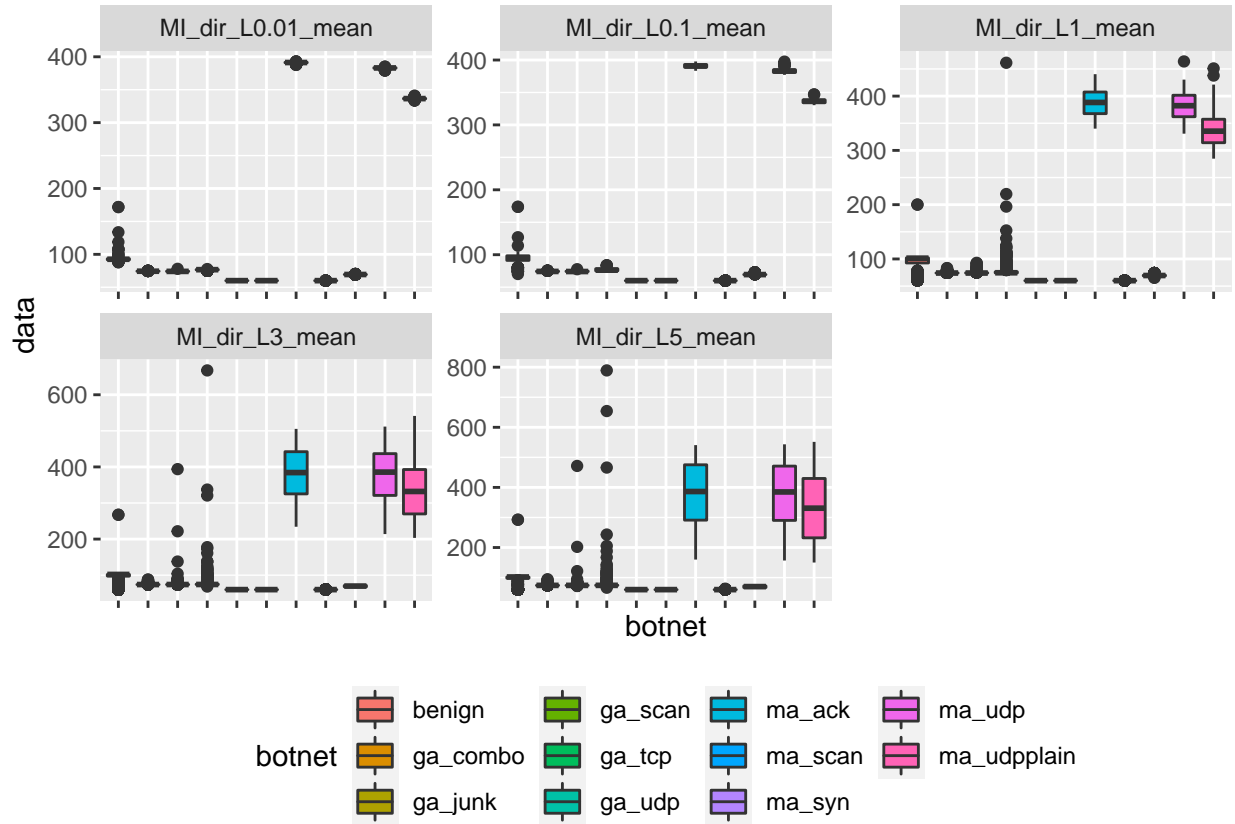 MI_dir_L0.01_mean
MI_dir_L0.1_mean
MI_dir_L1_mean
400
300
200
100
400
300
200
100
400
300
200
100
data
MI_dir_L3_mean
MI_dir_L5_mean
600
400
200
800
600
400
200
botnet
botnet
benign
ga_combo
ga_junk
ga_scan
ga_tcp
ga_udp
ma_ack
ma_scan
ma_syn
ma_udp
ma_udpplain